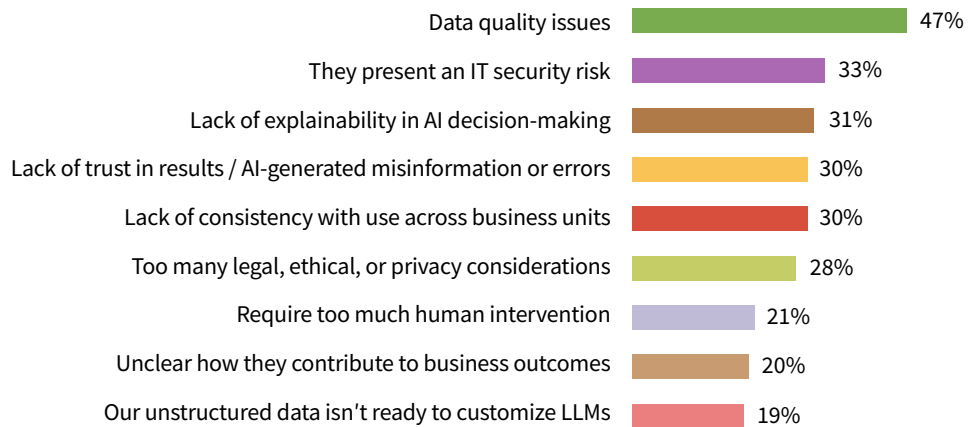 Data quality issues 47%
They present an IT security risk 33%
Lack of explainability in AI decision-making 31%
Lack of trust in results / AI-generated misinformation or errors 30%
Lack of consistency with use across business units 30%
Too many legal, ethical, or privacy considerations 28%
Require too much human intervention 21%
Unclear how they contribute to business outcomes 20%
Our unstructured data isn't ready to customize LLMs 19%